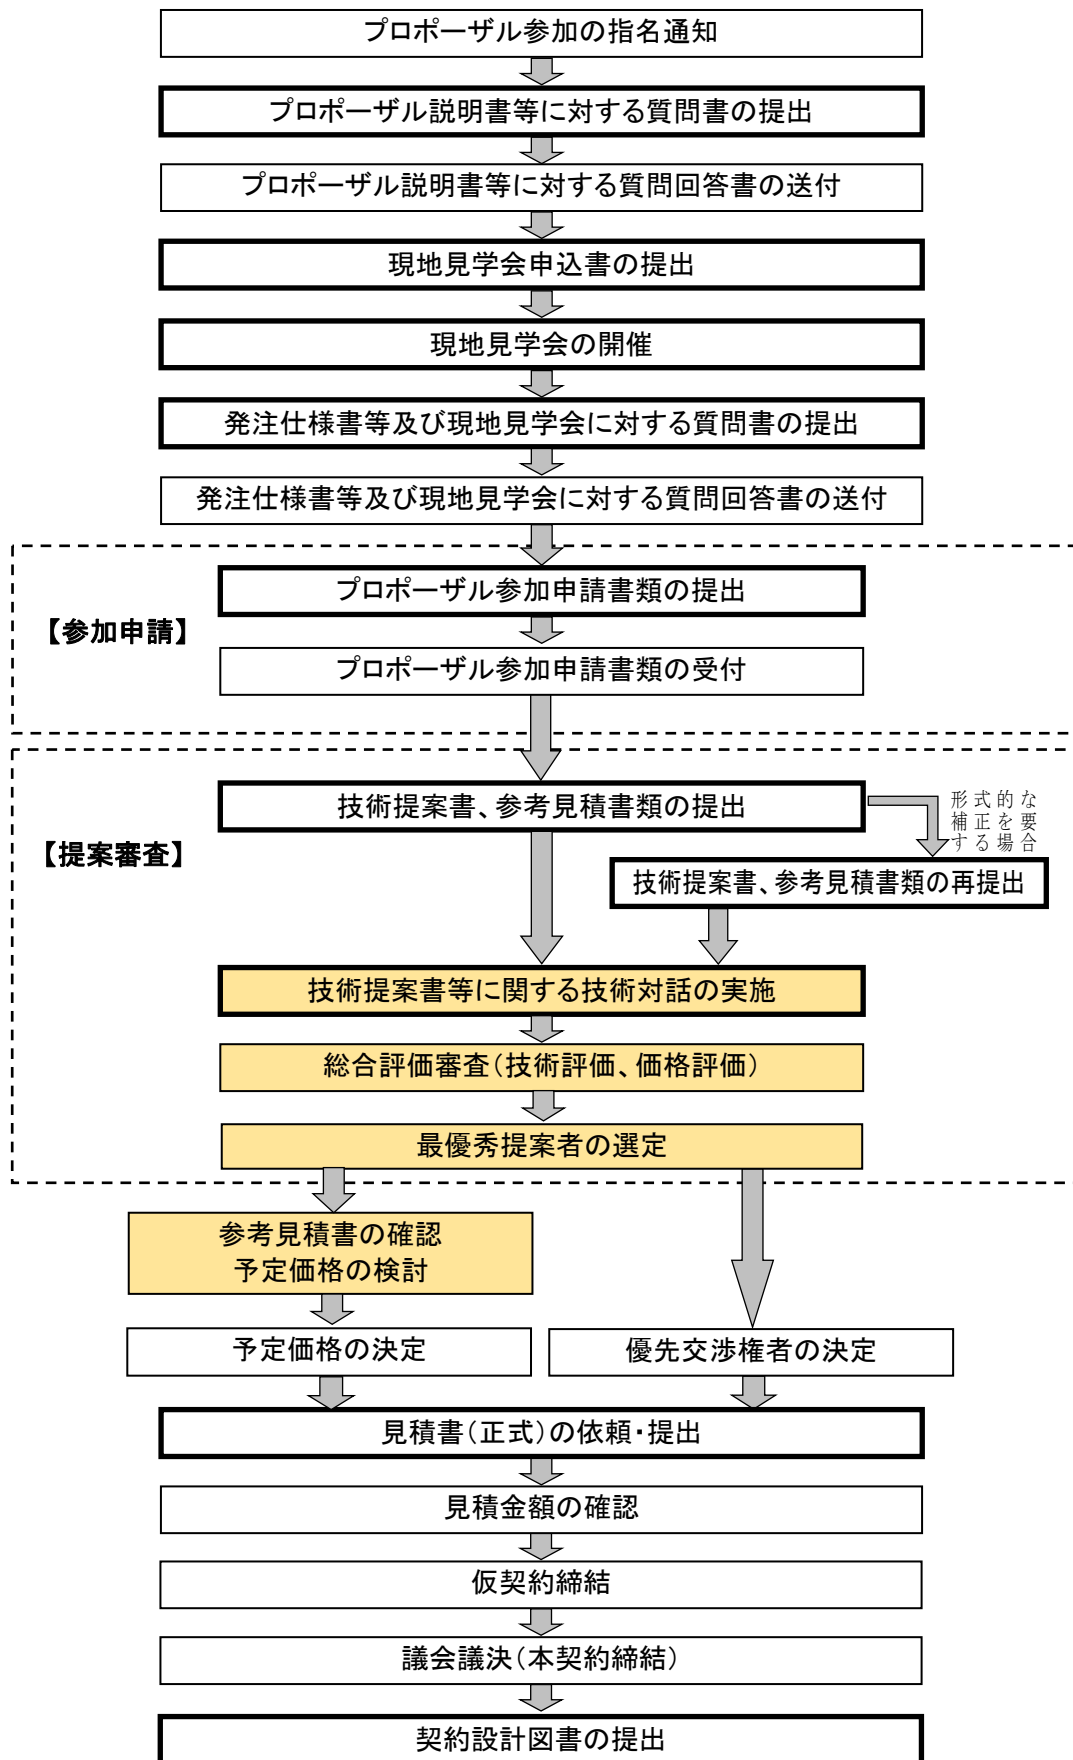 プロポーザル参加の指名通知
プロポーザル説明書等に対する質問書の提出
プロポーザル説明書等に対する質問回答書の送付
現地見学会申込書の提出
現地見学会の開催
発注仕様書等及び現地見学会に対する質問書の提出
発注仕様書等及び現地見学会に対する質問回答書の送付
【参加申請】
プロポーザル参加申請書類の提出
プロポーザル参加申請書類の受付
【提案審査】
技術提案書、参考見積書類の提出
形式的な
補正を要
する場合
技術提案書、参考見積書類の再提出
技術提案書等に関する技術対話の実施
総合評価審査(技術評価、価格評価)
最優秀提案者の選定
参考見積書の確認
予定価格の検討
予定価格の決定
優先交渉権者の決定
見積書(正式)の依頼・提出
見積金額の確認
仮契約締結
議会議決(本契約締結)
契約設計図書の提出